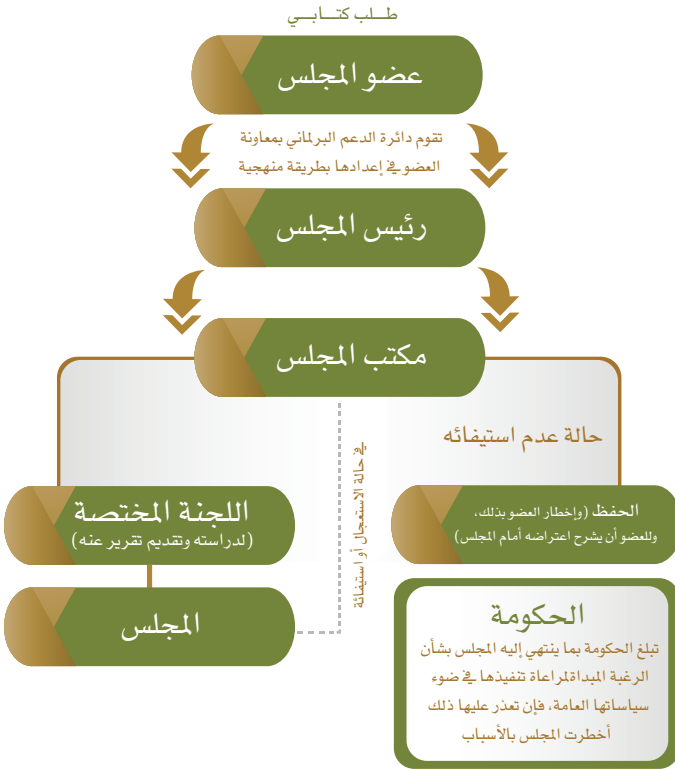 طـــلب كتـــابـــي
عضو المجلس
تقوم دائرة الدعم البرلماني بمعاونة
العضو في إعدادها بطريقة منهجية
رئيس المجلس
مكتب المجلس
حالة عدم استيفائه
في حالة الاستعجال أو استيفائة
الحفظ (وإخطار العضو بذلك،
وللعضو أن يشرح اعتراضه أمام المجلس)
اللجنة المختصة
(لدراسته وتقديم تقرير عنه)
المجلس
الحكومة
تبلغ الحكومة بما ينتهي إليه المجلس بشأن
الرغبة المبداة لمراعاة تنفيذها في ضوء
سياساتها العامة، فإن تعذر عليها ذلك
أخطرت المجلس بالأسباب